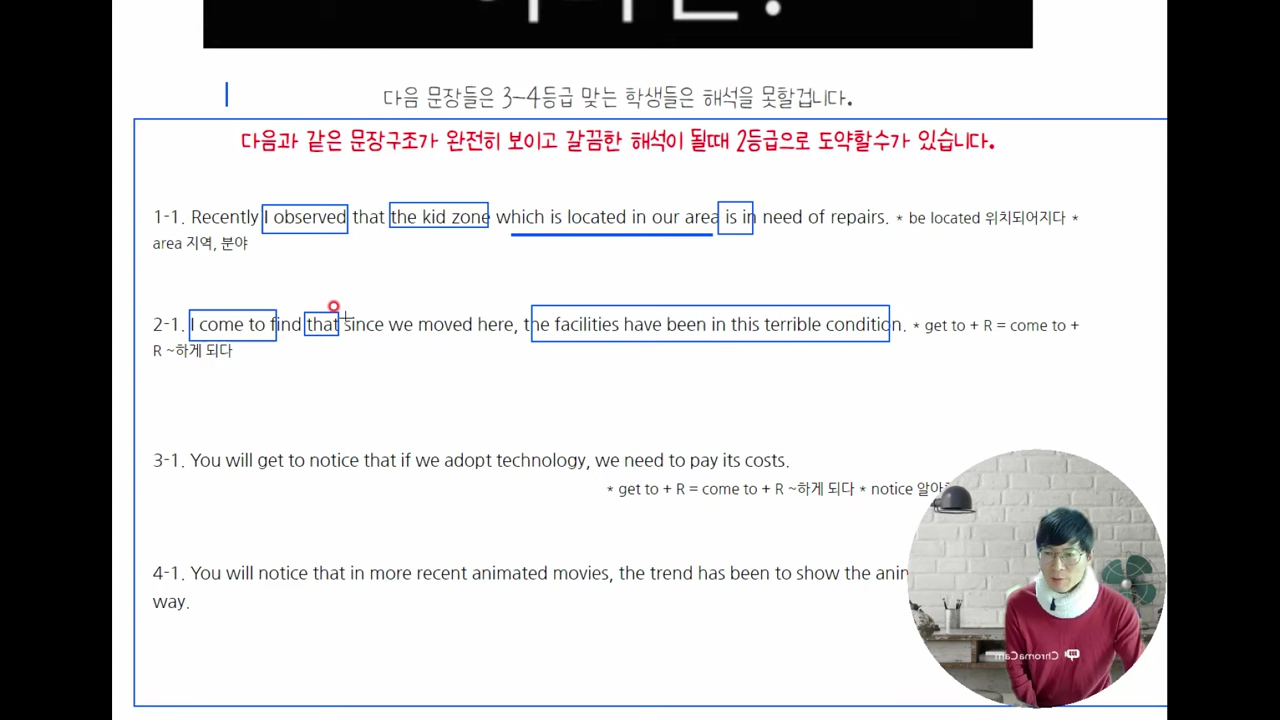 다음 문장들은 3-4등급 맞는 학생들은 해석을 못할겁니다.
다음과 같은 문장구조가 완전히 보이고 갈끔한 해석이 될때 2등급으로 도약할수가 있습니다.
1-1. Recently I observed that the kid zone which is located in our area is in need of repairs. * be located 위치되어지다 *
area 지역, 분야
2-1. I come to find that since we moved here, the facilities have been in this terrible condition. * get to + R = come to +
R ~하게 되다
3-1. You will get to notice that if we adopt technology, we need to pay its costs.
* get to + R = come to + R ~하게 되다 * notice
4-1. You will notice that in more recent animated movies, the trend has been to show the
way.
ChromaCam